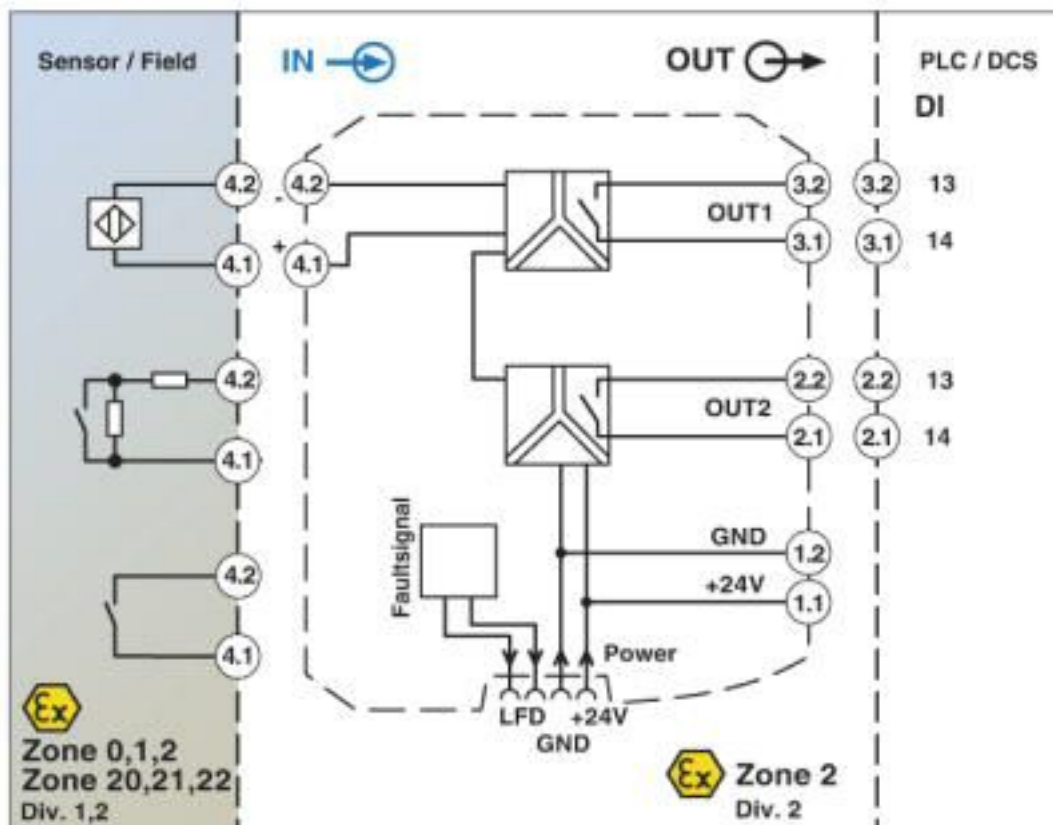 Sensor / Field
IN
OUT
PLC / DCS
DI
4.2
-
4.2
3.2
3.2
13
OUT1
+
4.1
4.1
3.1
3.1
14
4.2
2.2
2.2
13
OUT2
4.1
2.1
2.1
14
Faultsignal
GND
1.2
4.2
+24V
1.1
4.1
Power
LFD
+24V
GND
Ex
Zone 0,1,2
Zone 20,21,22
Div. 1,2
Ex
Zone 2
Div. 2